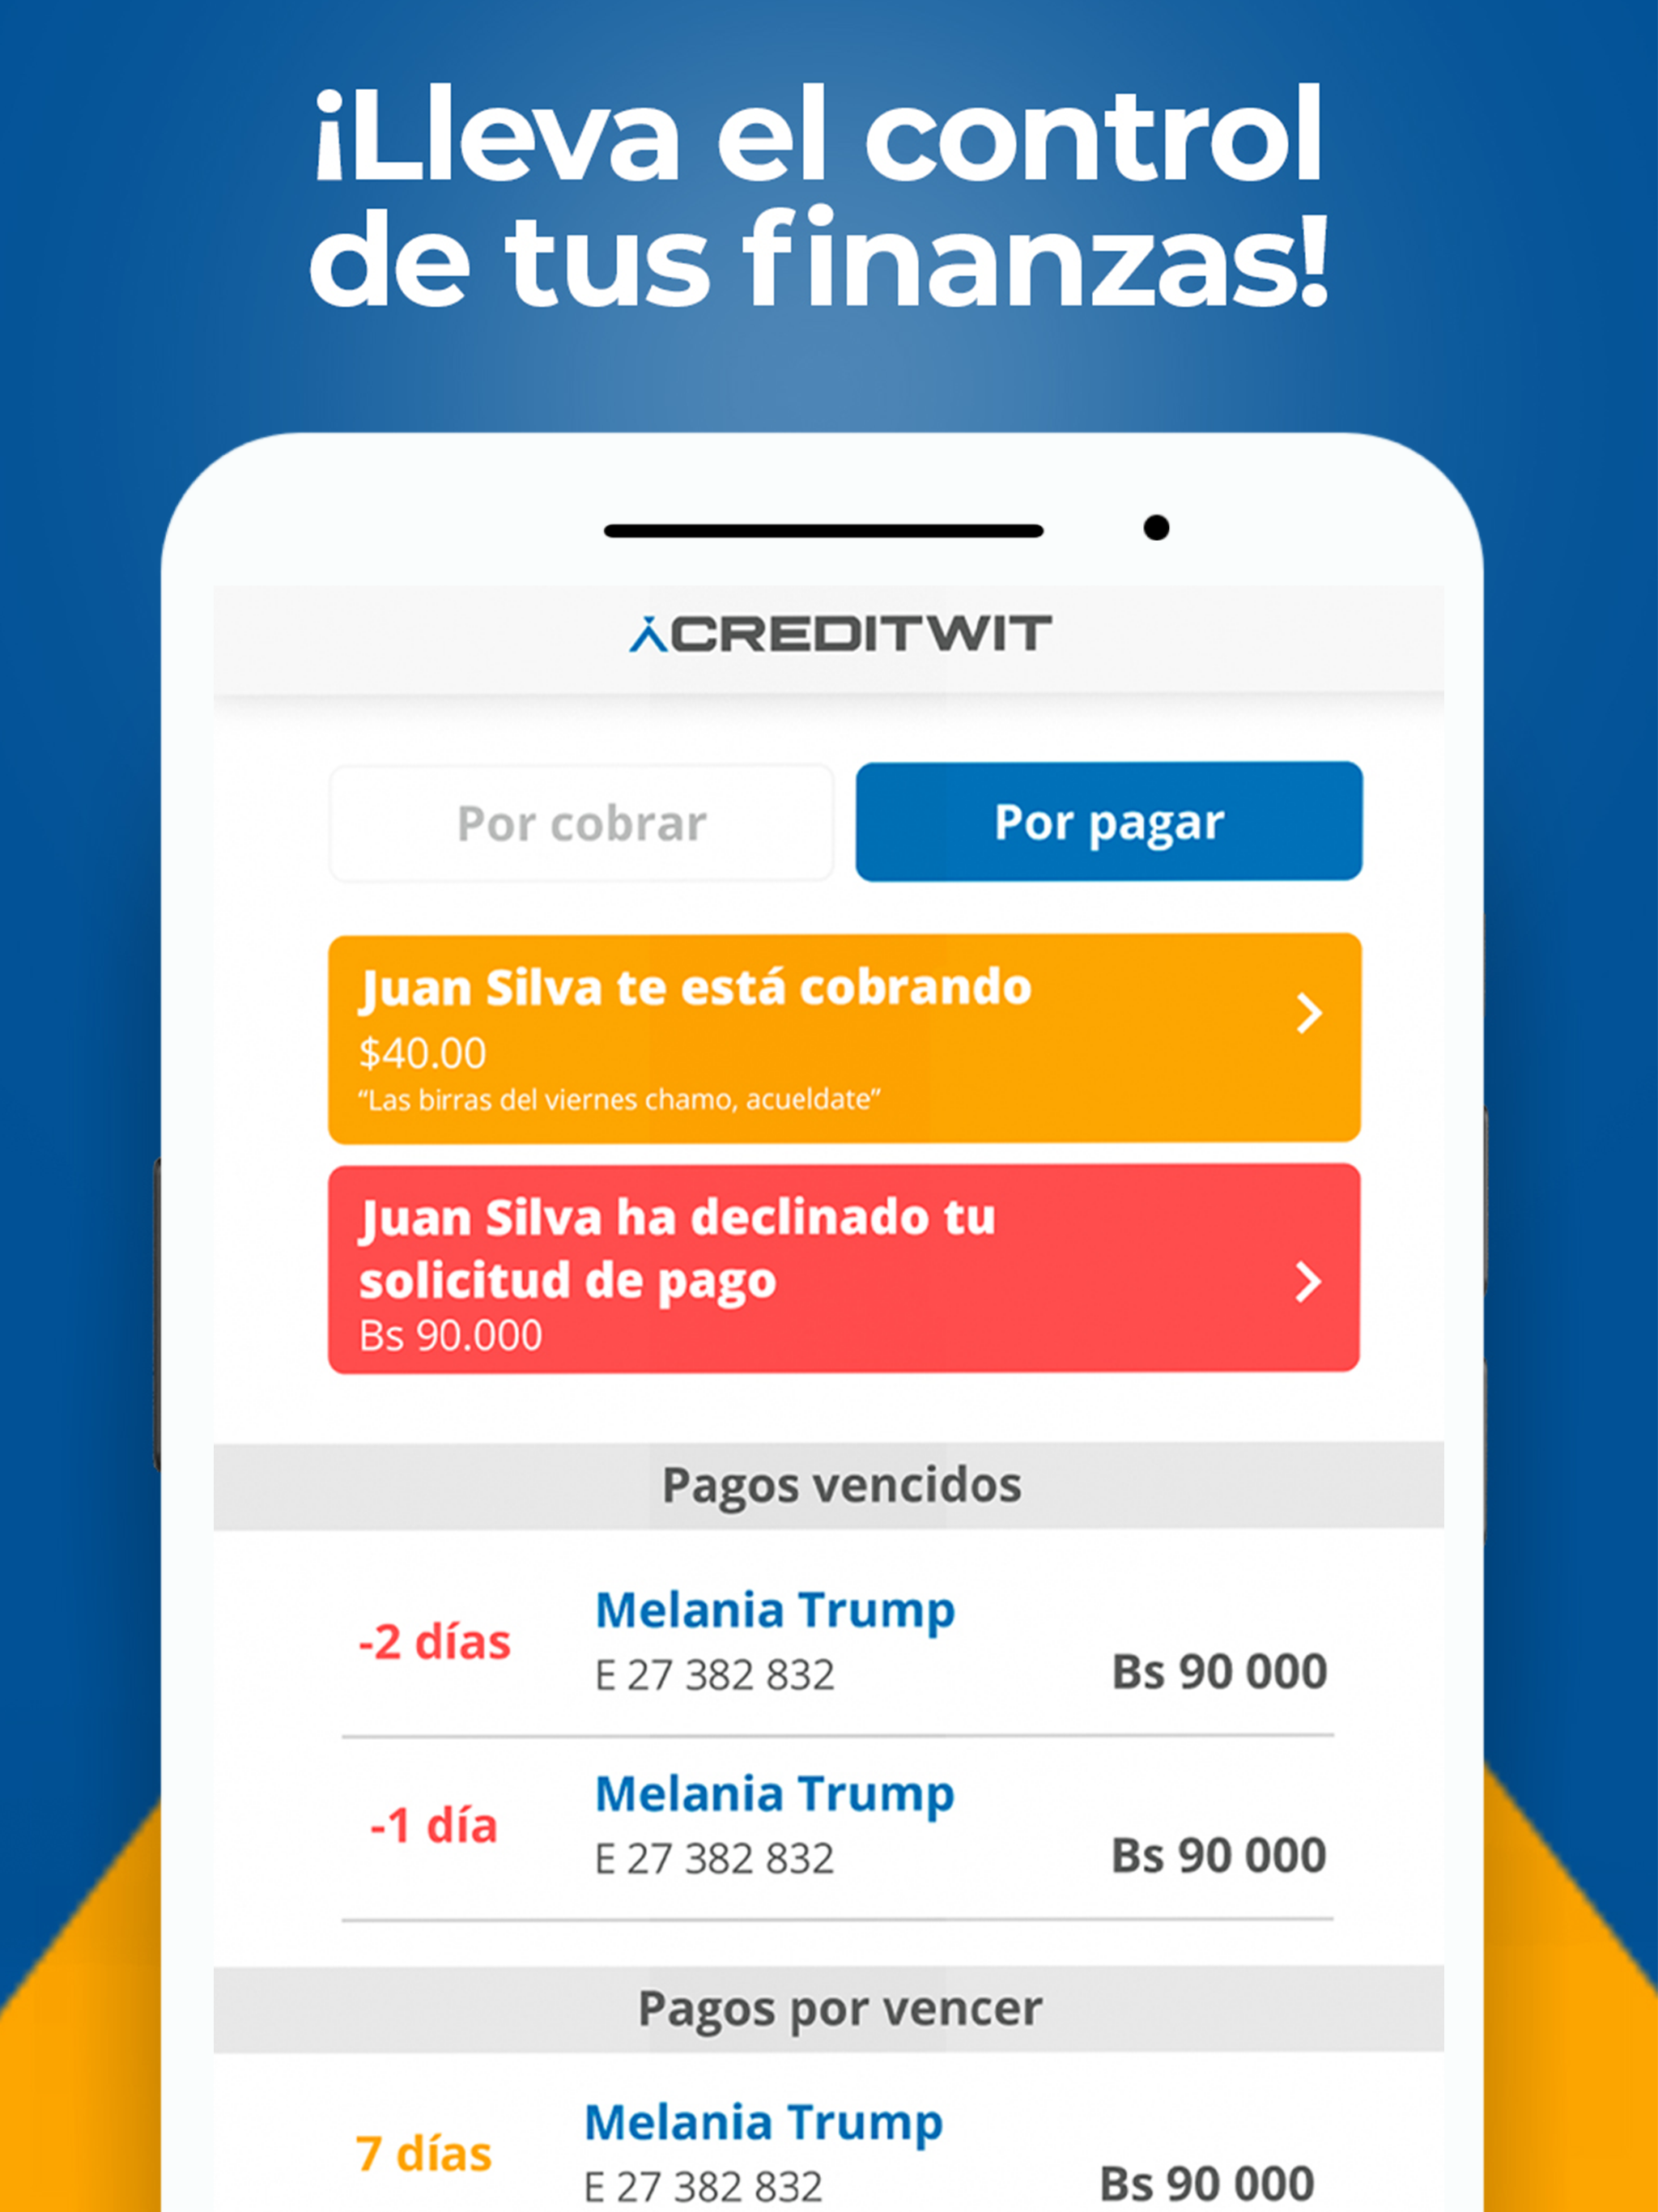 ¡Lleva el control
de tus finanzas!
CREDITWIT
Por cobrar
Por pagar
Juan Silva te está cobrando
$40.00
“Las birras del viernes chamo, acueldate”
Juan Silva ha declinado tu
solicitud de pago
Bs 90.000
Pagos vencidos
-2 días
Melania Trump
E 27 382 832
Bs 90 000
-1 día
Melania Trump
E 27 382 832
Bs 90 000
Pagos por vencer
7 días
Melania Trump
E 27 382 832
Bs 90 000